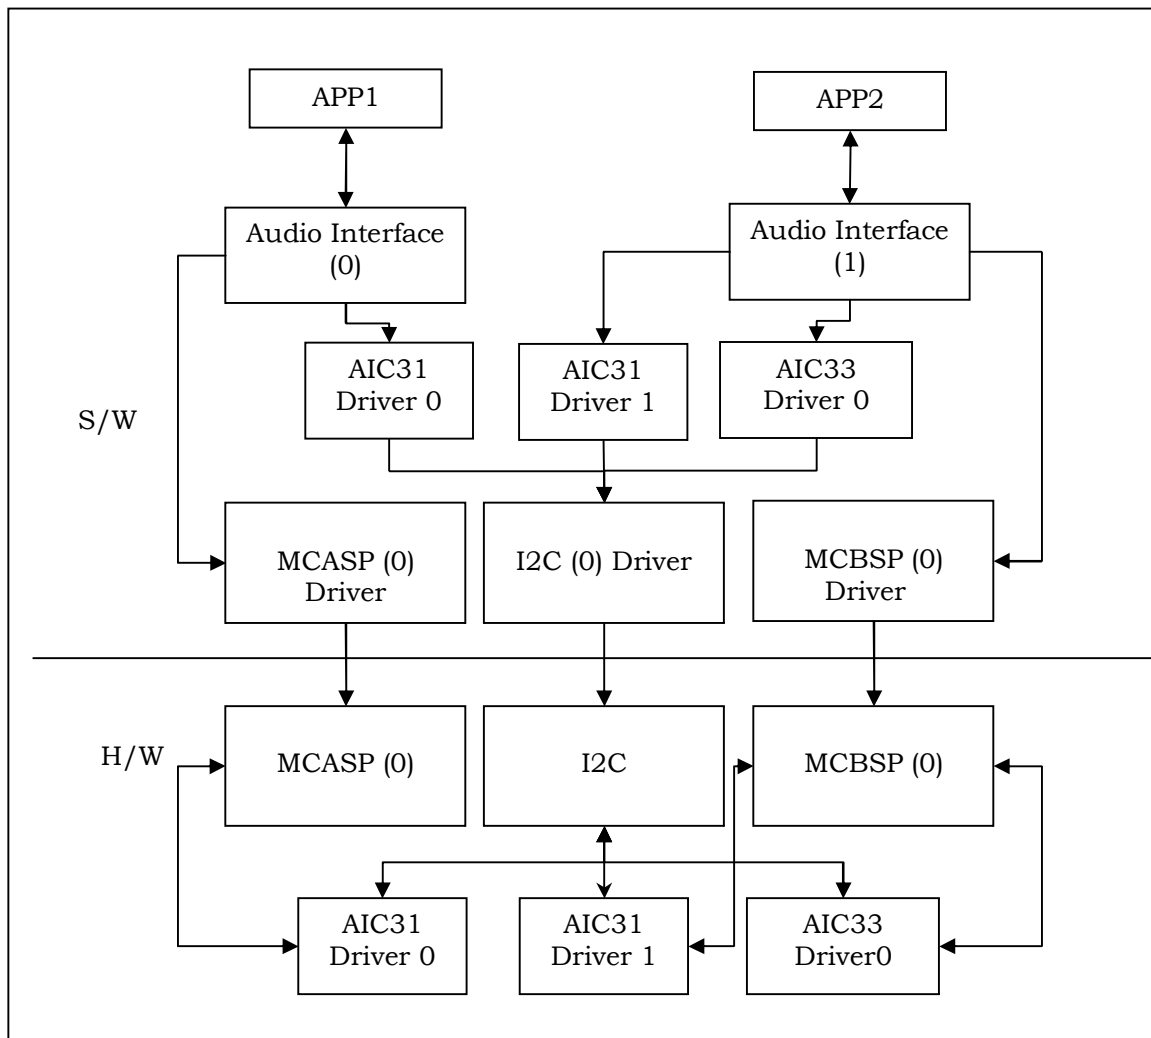 APP1
APP2
Audio Interface
(0)
Audio Interface
(1)
AIC31
Driver 0
AIC31
Driver 1
AIC33
Driver 0
S/W
MCASP (0)
Driver
I2C (0) Driver
MCBSP (0)
Driver
H/W
MCASP (0)
I2C
MCBSP (0)
AIC31
Driver 0
AIC31
Driver 1
AIC33
Driver0